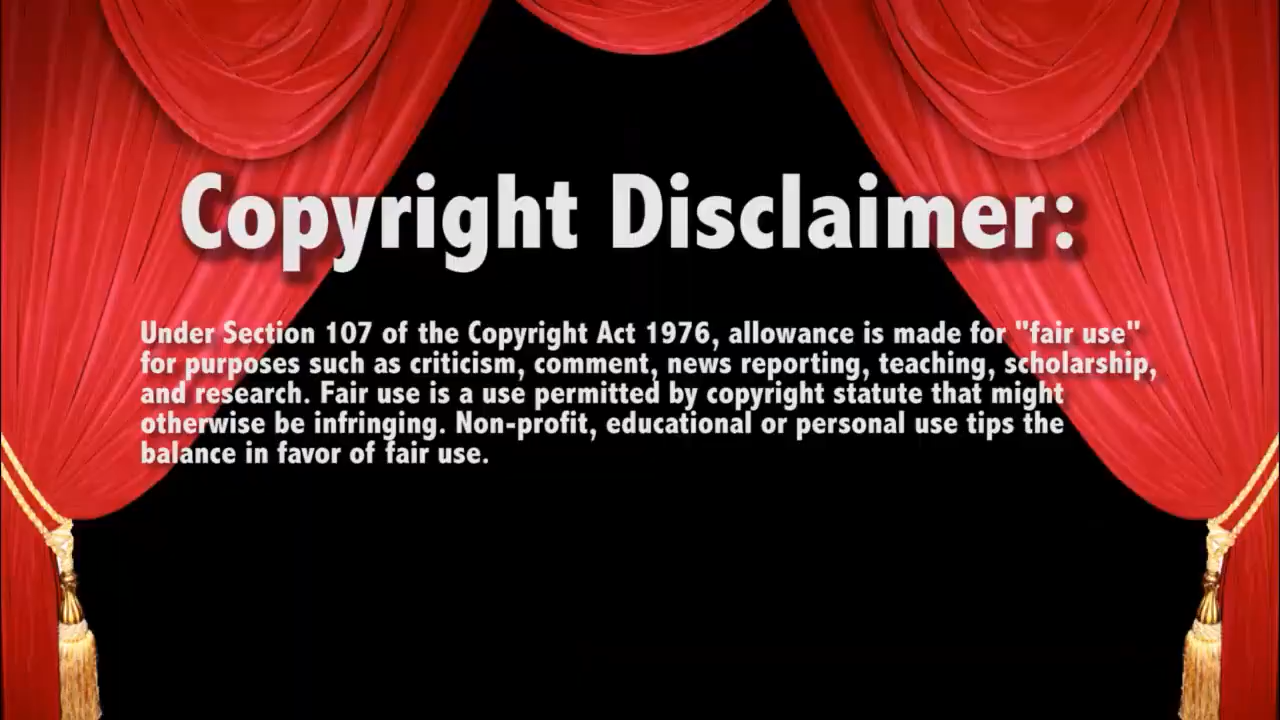 Copyright Disclaimer:
Under Section 107 of the Copyright Act 1976, allowance is made for "fair use"
for purposes such as criticism, comment, news reporting, teaching, scholarship,
and research. Fair use is a use permitted by copyright statute that might
otherwise be infringing. Non-profit, educational or personal use tips the
balance in favor of fair use.